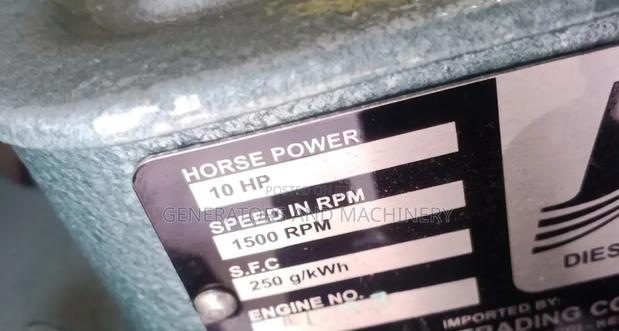 HORSE POWER
10 HP
POSTED ON
SPEED IN RPM
GENERATORS AND MACHINERY
1500 RPM
S.F.C
250 g/kWh
ENGINE NO.
DIES
IMPORTED BY:
TRADING CO